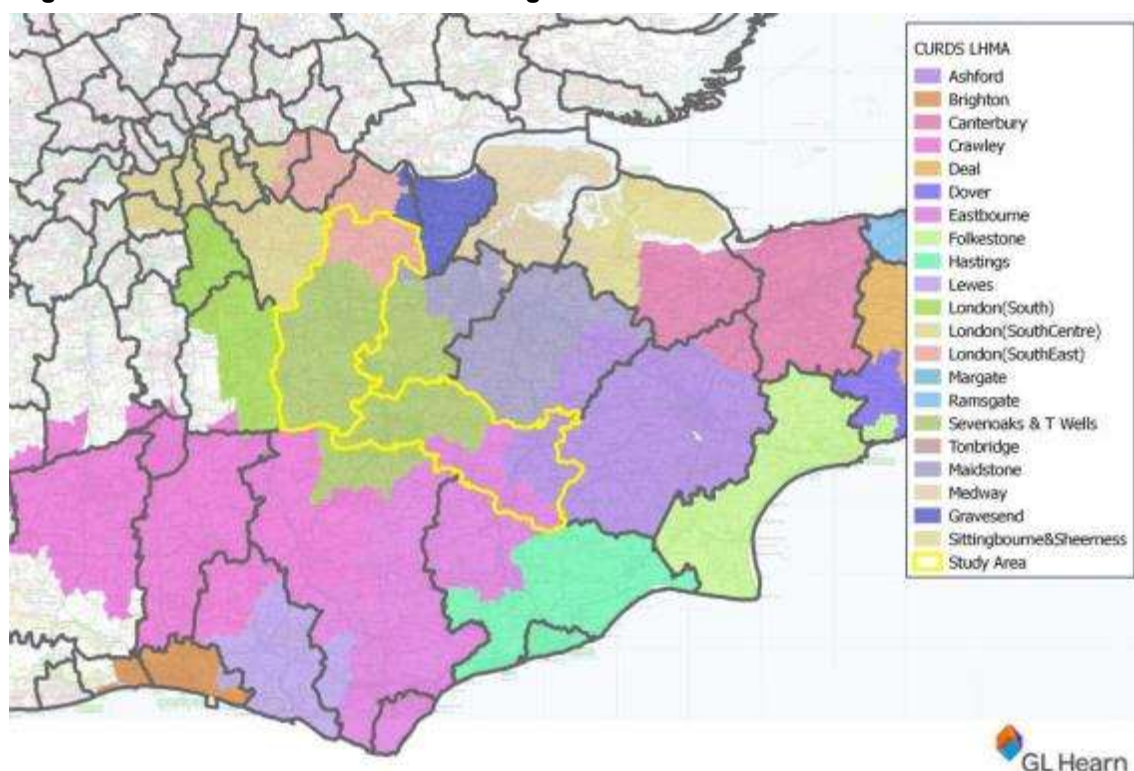 CURDS LHMA
Ashford
Brighton
Canterbury
Crawley
Deal
Dover
Eastbourne
Folkestone
Hastings
Lewes
London(South)
London(SouthCentre)
London(SouthEast)
Margate
Ramsgate
Sevenoaks & T Wells
Tonbridge
Maidstone
Medway
Gravesend
Sittingbourne&Sheerness
Study Area
GL Hearn